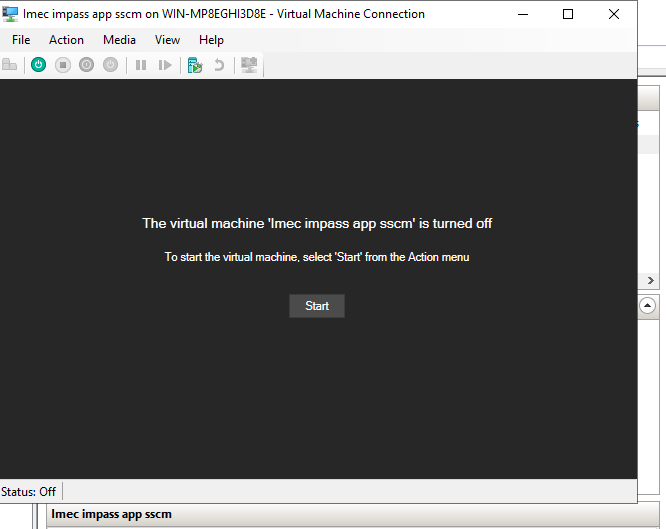 Imec impass app sscm on WIN-MP8EGHI3D8E - Virtual Machine Connection
File Action Media View Help
The virtual machine 'Imec impass app sscm' is turned off
To start the virtual machine, select 'Start' from the Action menu
Start
Status: Off
Imec impass app sscm